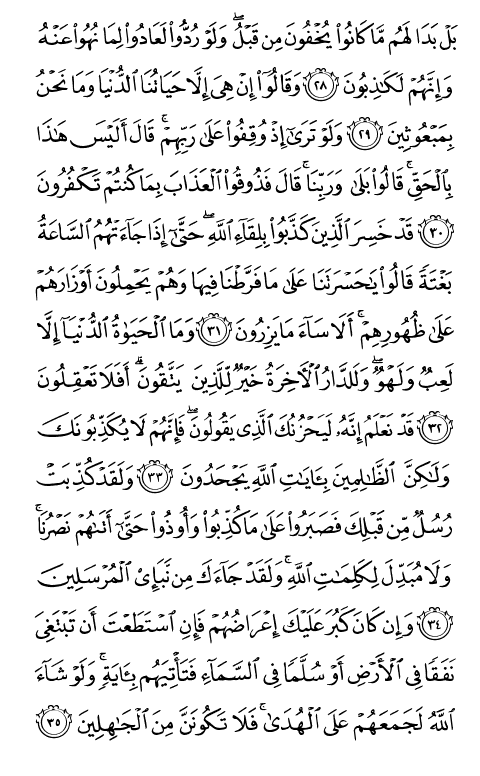 بَلْ بَدَا لَهُم مَّا كَانُوا۟ يُخْفُونَ مِن قَبْلُ ۖ وَلَوْ رُدُّوا۟ لَعَادُوا۟ لِمَا نُهُوا۟ عَنْهُ
وَإِنَّهُمْ لَكَـٰذِبُونَ ٢٨ وَقَالُوٓا۟ إِنْ هِىَ إِلَّا حَيَاتُنَا ٱلدُّنْيَا وَمَا نَحْنُ
بِمَبْعُوثِينَ ٢٩ وَلَوْ تَرَىٰٓ إِذْ وُقِفُوا۟ عَلَىٰ رَبِّهِمْ ۚ قَالَ أَلَيْسَ هَـٰذَا
بِٱلْحَقِّ ۚ قَالُوا۟ بَلَىٰ وَرَبِّنَا ۚ قَالَ فَذُوقُوا۟ ٱلْعَذَابَ بِمَا كُنتُمْ تَكْفُرُونَ
٣٠ قَدْ خَسِرَ ٱلَّذِينَ كَذَّبُوا۟ بِلِقَآءِ ٱللَّهِ ۖ حَتَّىٰٓ إِذَا جَآءَتْهُمُ ٱلسَّاعَةُ
بَغْتَةً قَالُوا۟ يَـٰحَسْرَتَنَا عَلَىٰ مَا فَرَّطْنَا فِيهَا وَهُمْ يَحْمِلُونَ أَوْزَارَهُمْ
عَلَىٰ ظُهُورِهِمْ ۚ أَلَا سَآءَ مَا يَزِرُونَ ٣١ وَمَا ٱلْحَيَوٰةُ ٱلدُّنْيَآ إِلَّا
لَعِبٌ وَلَهْوٌ ۖ وَلَلدَّارُ ٱلْـَٔاخِرَةُ خَيْرٌ لِّلَّذِينَ يَتَّقُونَ ۗ أَفَلَا تَعْقِلُونَ
٣٢ قَدْ نَعْلَمُ إِنَّهُۥ لَيَحْزُنُكَ ٱلَّذِى يَقُولُونَ ۖ فَإِنَّهُمْ لَا يُكَذِّبُونَكَ
وَلَـٰكِنَّ ٱلظَّـٰلِمِينَ بِـَٔايَـٰتِ ٱللَّهِ يَجْحَدُونَ ٣٣ وَلَقَدْ كُذِّبَتْ
رُسُلٌ مِّن قَبْلِكَ فَصَبَرُوا۟ عَلَىٰ مَا كُذِّبُوا۟ وَأُوذُوا۟ حَتَّىٰٓ أَتَىٰهُمْ نَصْرُنَا ۚ
وَلَا مُبَدِّلَ لِكَلِمَـٰتِ ٱللَّهِ ۚ وَلَقَدْ جَآءَكَ مِن نَّبَإِى۟ ٱلْمُرْسَلِينَ
٣٤ وَإِن كَانَ كَبُرَ عَلَيْكَ إِعْرَاضُهُمْ فَإِنِ ٱسْتَطَعْتَ أَن تَبْتَغِىَ
نَفَقًا فِى ٱلْأَرْضِ أَوْ سُلَّمًا فِى ٱلسَّمَآءِ فَتَأْتِيَهُم بِـَٔايَةٍ ۚ وَلَوْ شَآءَ
ٱللَّهُ لَجَمَعَهُمْ عَلَى ٱلْهُدَىٰ ۚ فَلَا تَكُونَنَّ مِنَ ٱلْجَـٰهِلِينَ ٣٥